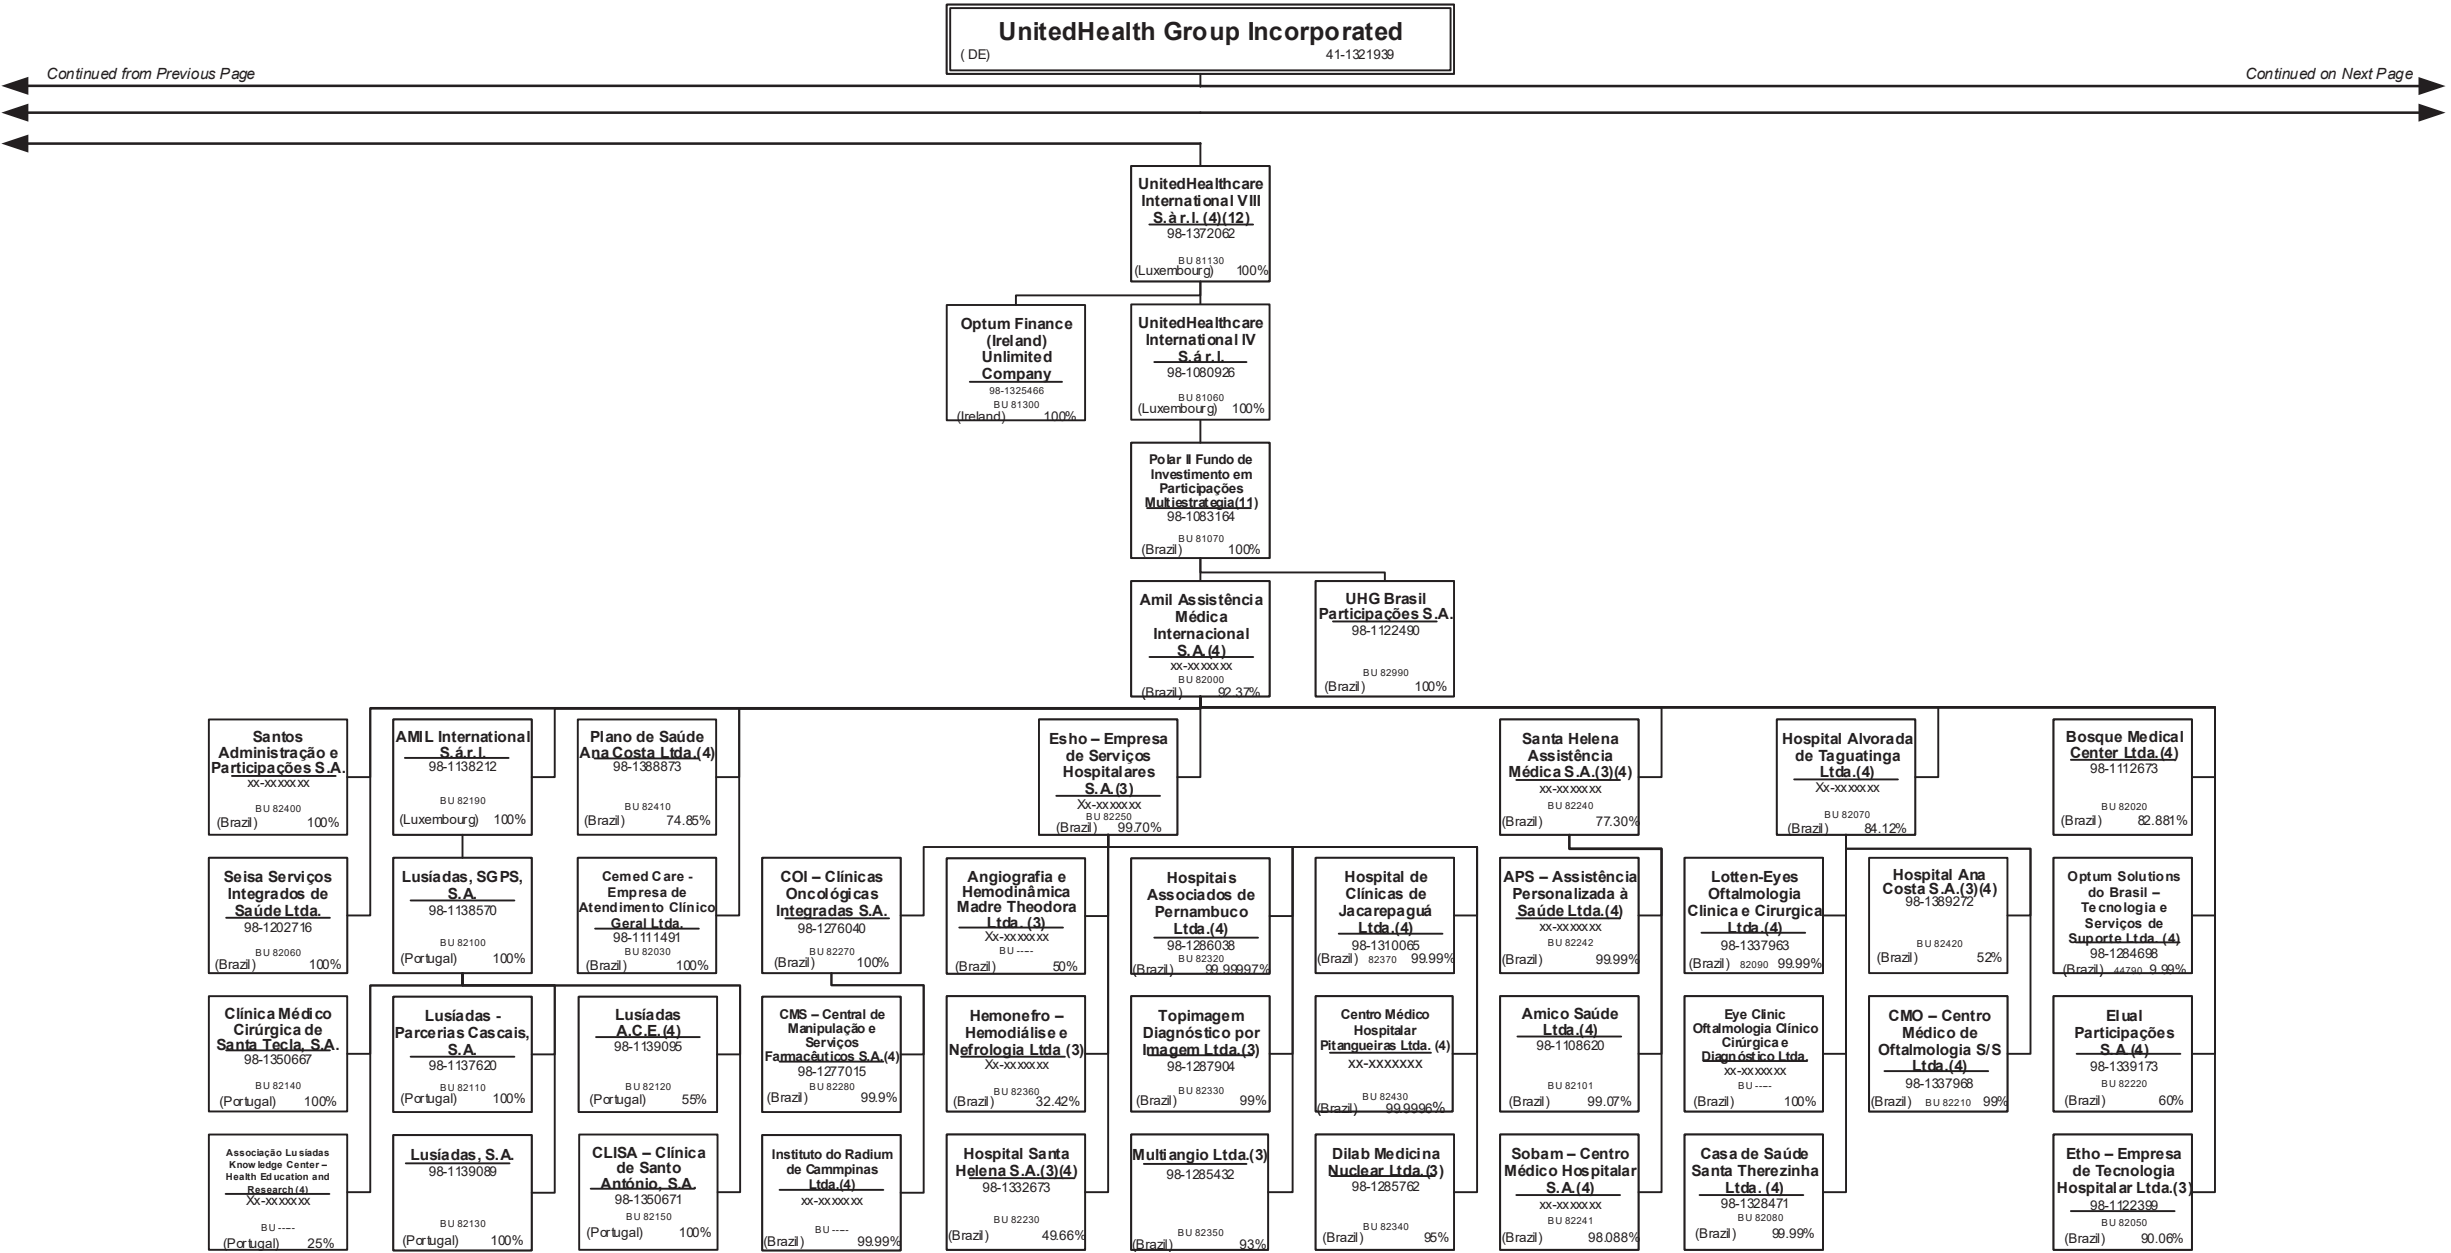 UnitedHealth Group Incorporated
( DE) 41-1321939
Continued from Previous Page
Continued on Next Page
UnitedHealthcare
International VIII
S.à r.l. (4)(12)
98-1372062
BU 81130
(Luxembourg) 100%
Optum Finance
(Ireland)
Unlimited
Company
98-1325466
BU 81300
(Ireland) 100%
UnitedHealthcare
International IV
S.á r.l.
98-1080926
BU 81060
(Luxembourg) 100%
Polar II Fundo de
Investimento em
Participações
Multiestrategia(11)
98-1083164
BU 81070
(Brazil) 100%
Amil Assistência
Médica
Internacional
S.A.(4)
xx-xxxxxxx
BU 82000
(Brazil) 92.37%
UHG Brasil
Participações S.A.
98-1122490
BU 82990
(Brazil) 100%
Santos
Administração e
Participações S.A.
xx-xxxxxxx
BU 82400
(Brazil) 100%
AMIL International
S.á.r.l.
98-1138212
BU 82190
(Luxembourg) 100%
Plano de Saúde
Ana Costa Ltda.(4)
98-1388873
BU 82410
(Brazil) 74.85%
Esho – Empresa
de Serviços
Hospitalares
S.A.(3)
Xx-xxxxxxx
BU 82250
(Brazil) 99.70%
Santa Helena
Assistência
Médica S.A.(3)(4)
xx-xxxxxxx
BU 82240
(Brazil) 77.30%
Hospital Alvorada
de Taguatinga
Ltda.(4)
Xx-xxxxxxx
BU 82070
(Brazil) 84.12%
Bosque Medical
Center Ltda.(4)
98-1112673
BU 82020
(Brazil) 82.881%
Seisa Serviços
Integrados de
Saúde Ltda.
98-1202716
BU 82060
(Brazil) 100%
Lusíadas, SGPS,
S.A.
98-1138570
BU 82100
(Portugal) 100%
Cemed Care -
Empresa de
Atendimento Clínico
Geral Ltda.
98-1111491
BU 82030
(Brazil) 100%
COI – Clínicas
Oncológicas
Integradas S.A.
98-1276040
BU 82270
(Brazil) 100%
Angiografia e
Hemodinâmica
Madre Theodora
Ltda. (3)
Xx-xxxxxxx
BU -----
(Brazil) 50%
Hospitais
Associados de
Pernambuco
Ltda.(4)
98-1286038
BU 82320
(Brazil) 99.99997%
Hospital de
Clínicas de
Jacarepaguá
Ltda.(4)
98-1310065
(Brazil) 82370 99.99%
APS – Assistência
Personalizada à
Saúde Ltda.(4)
xx-xxxxxxx
BU 82242
(Brazil) 99.99%
Lotten-Eyes
Oftalmologia
Clinica e Cirurgica
Ltda.(4)
98-1337963
(Brazil) 82090 99.99%
Hospital Ana
Costa S.A.(3)(4)
98-1389272
BU 82420
(Brazil) 52%
Optum Solutions
do Brasil –
Tecnologia e
Serviços de
Suporte Ltda. (4)
98-1284698
(Brazil) 44790 9.99%
Clínica Médico
Cirúrgica de
Santa Tecla, S.A.
98-1350667
BU 82140
(Portugal) 100%
Lusíadas -
Parcerias Cascais,
S.A.
98-1137620
BU 82110
(Portugal) 100%
Lusíadas
A.C.E.(4)
98-1139095
BU 82120
(Portugal) 55%
CMS – Central de
Manipulação e
Serviços
Farmacêuticos S.A.(4)
98-1277015
BU 82280
(Brazil) 99.9%
Hemonefro –
Hemodiálise e
Nefrologia Ltda (3)
Xx-xxxxxxx
BU 82360
(Brazil) 32.42%
Topimagem
Diagnóstico por
Imagem Ltda.(3)
98-1287904
BU 82330
(Brazil) 99%
Centro Médico
Hospitalar
Pitangueiras Ltda. (4)
xx-xxxxxxx
BU 82430
(Brazil) 99.9996%
Amico Saúde
Ltda.(4)
98-1108620
BU 82101
(Brazil) 99.07%
Eye Clinic
Oftalmologia Clínico
Cirúrgica e
Diagnóstico Ltda.
xx-xxxxxxx
BU -----
(Brazil) 100%
CMO – Centro
Médico de
Oftalmologia S/S
Ltda.(4)
98-1337968
(Brazil) BU 82210 99%
Elual
Participações
S.A.(4)
98-1339173
BU 82220
(Brazil) 60%
Associação Lusíadas
Knowledge Center –
Health Education and
Research (4)
Xx-xxxxxxx
BU -----
(Portugal) 25%
Lusíadas, S.A.
98-1139089
BU 82130
(Portugal) 100%
CLISA – Clínica
de Santo
António, S.A.
98-1350671
BU 82150
(Portugal) 100%
Instituto do Radium
de Cammpinas
Ltda.(4)
xx-xxxxxxx
BU -----
(Brazil) 99.99%
Hospital Santa
Helena S.A.(3)(4)
98-1332673
BU 82230
(Brazil) 49.66%
Multiangio Ltda.(3)
98-1285432
BU 82350
(Brazil) 93%
Dilab Medicina
Nuclear Ltda.(3)
98-1285762
BU 82340
(Brazil) 95%
Sobam – Centro
Médico Hospitalar
S.A.(4)
xx-xxxxxxx
BU 82241
(Brazil) 98.088%
Casa de Saúde
Santa Therezinha
Ltda. (4)
98-1328471
BU 82080
(Brazil) 99.99%
Etho – Empresa
de Tecnologia
Hospitalar Ltda.(3)
98-1122399
BU 82050
(Brazil) 90.06%